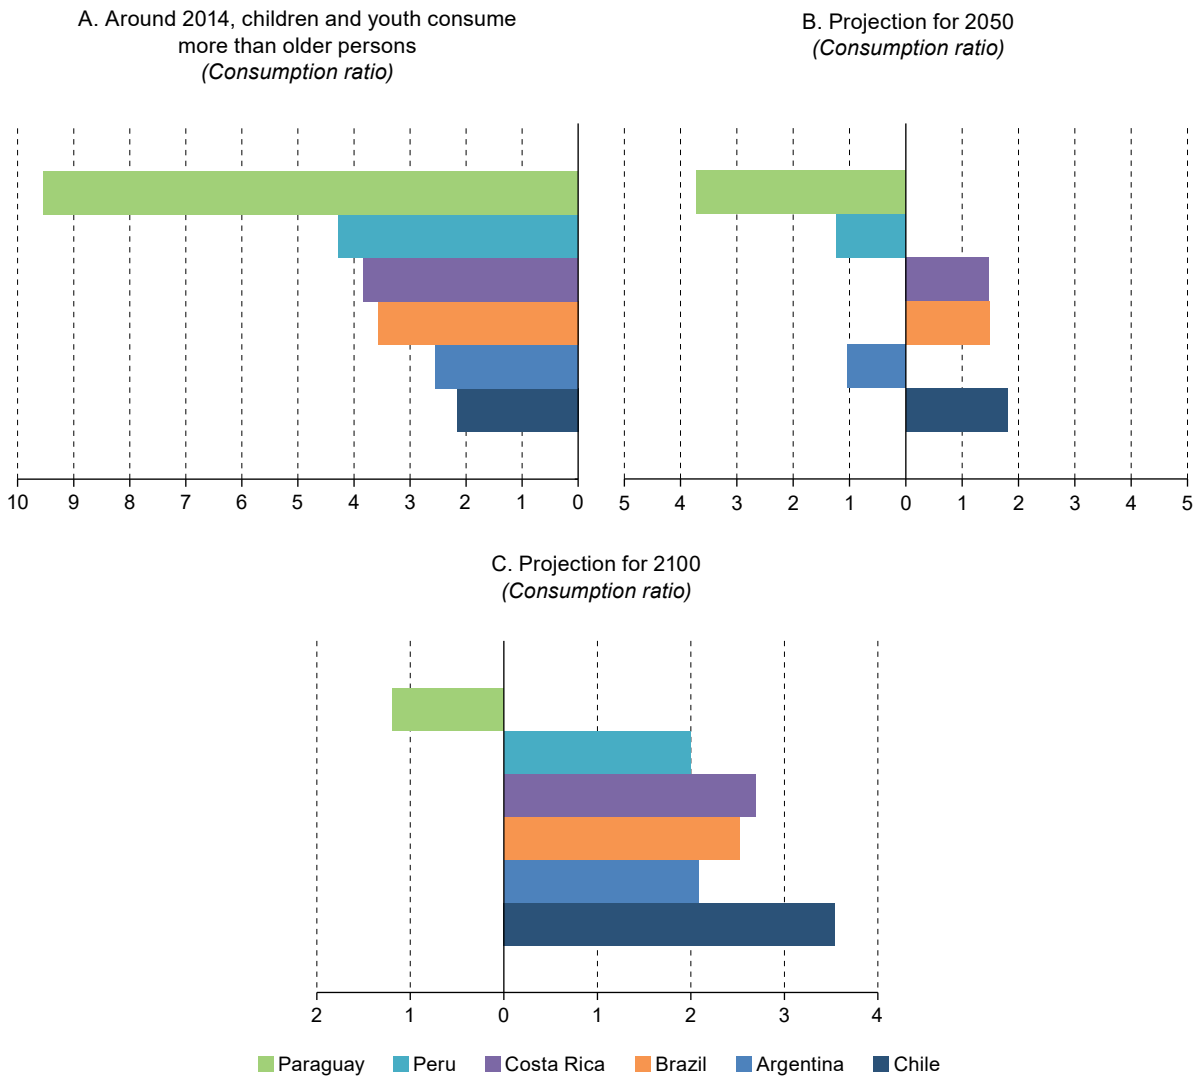 A. Around 2014, children and youth consume
more than older persons
(Consumption ratio)
10 9 8 7 6 5 4 3 2 1 0
B. Projection for 2050
(Consumption ratio)
5 4 3 2 1 0 1 2 3 4 5
C. Projection for 2100
(Consumption ratio)
2 1 0 1 2 3 4
Paraguay Peru Costa Rica Brazil Argentina Chile